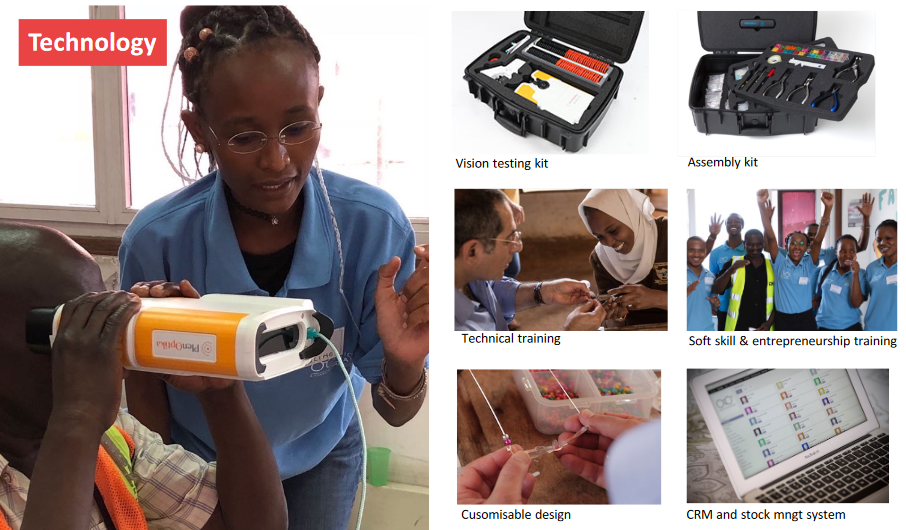 Technology
PlenOptika
Vision testing kit
Assembly kit
Technical training
Soft skill & entrepreneurship training
Cusomisable design
CRM and stock mngt system